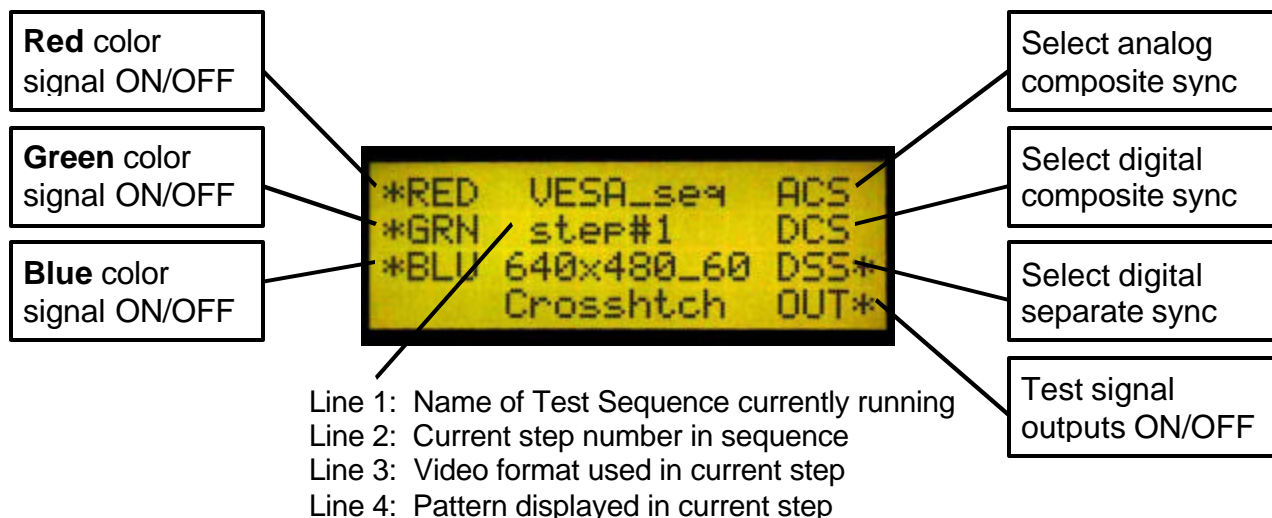 Red color
signal ON/OFF
Green color
signal ON/OFF
Blue color
signal ON/OFF
*RED VESA_seq ACS
*GRN step#1 DCS
*BLU 640x480_60 DSS*
Crosshtch OUT*
Select analog
composite sync
Select digital
composite sync
Select digital
separate sync
Test signal
outputs ON/OFF
Line 1: Name of Test Sequence currently running
Line 2: Current step number in sequence
Line 3: Video format used in current step
Line 4: Pattern displayed in current step